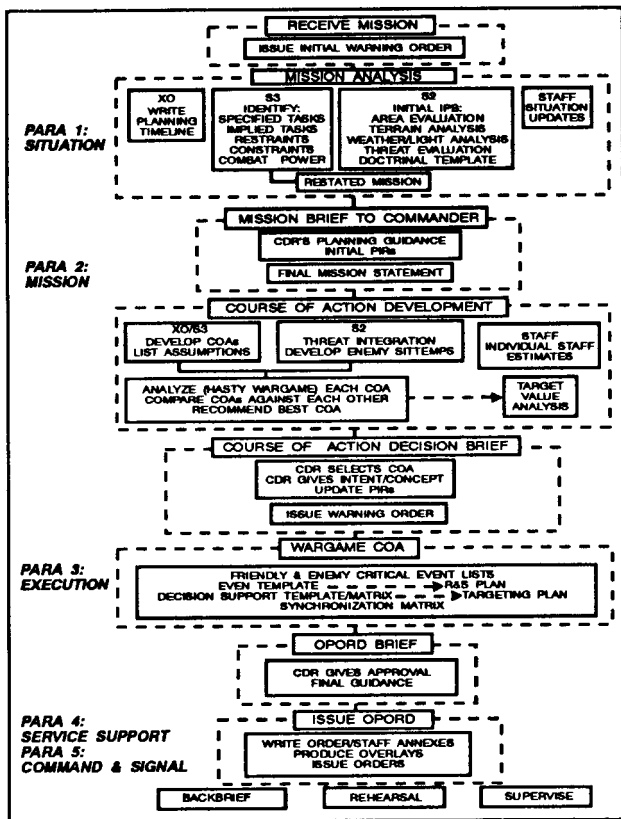 RECEIVE MISSION
ISSUE INITIAL WARNING ORDER
MISSION ANALYSIS
PARA 1:
SITUATION
XO
WRITE
PLANNING
TIMELINE
S3
IDENTIFY:
SPECIFIED TASKS
IMPLIED TASKS
RESTRAINTS
CONSTRAINTS
COMBAT POWER
S2
INITIAL IPB:
AREA EVALUATION
TERRAIN ANALYSIS
WEATHER/LIGHT ANALYSIS
THREAT EVALUATION
DOCTRINAL TEMPLATE
STAFF
SITUATION
UPDATES
RESTATED MISSION
MISSION BRIEF TO COMMANDER
PARA 2:
MISSION
CDR'S PLANNING GUIDANCE
INITIAL PIRs
FINAL MISSION STATEMENT
COURSE OF ACTION DEVELOPMENT
XO/S3
DEVELOP COAs
LIST ASSUMPTIONS
S2
THREAT INTEGRATION
DEVELOP ENEMY SITTEMPS
STAFF
INDIVIDUAL STAFF
ESTIMATES
ANALYZE (HASTY WARGAME) EACH COA
COMPARE COAs AGAINST EACH OTHER
RECOMMEND BEST COA
TARGET
VALUE
ANALYSIS
COURSE OF ACTION DECISION BRIEF
CDR SELECTS COA
CDR GIVES INTENT/CONCEPT
UPDATE PIRs
ISSUE WARNING ORDER
WARGAME COA
PARA 3:
EXECUTION
FRIENDLY & ENEMY CRITICAL EVENT LISTS
EVEN TEMPLATE R&S PLAN
DECISION SUPPORT TEMPLATE/MATRIX TARGETING PLAN
SYNCHRONIZATION MATRIX
OPORD BRIEF
CDR GIVES APPROVAL
FINAL GUIDANCE
PARA 4:
SERVICE SUPPORT
PARA 5:
COMMAND & SIGNAL
ISSUE OPORD
WRITE ORDER/STAFF ANNEXES
PRODUCE OVERLAYS
ISSUE ORDERS
BACKBRIEF
REHEARSAL
SUPERVISE